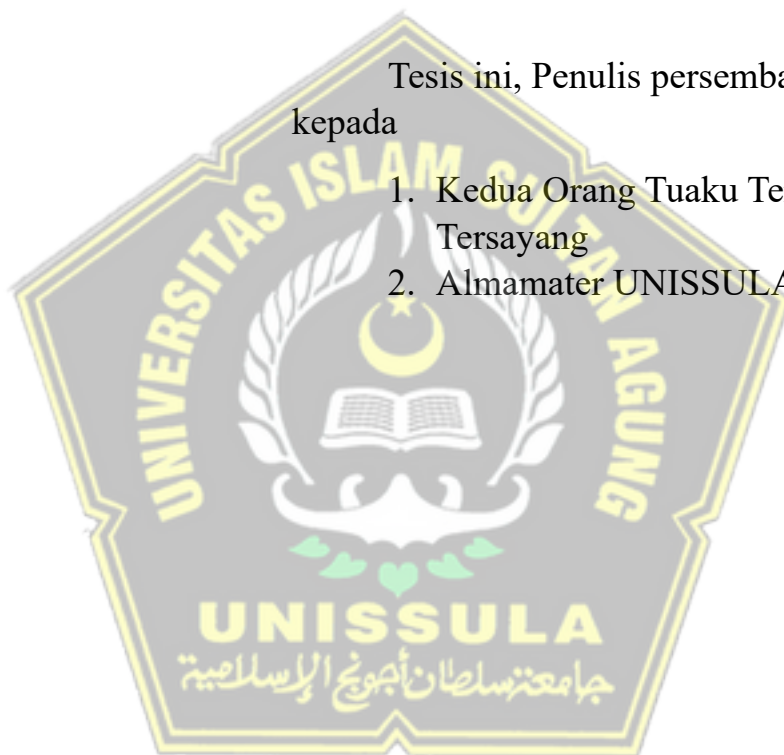 Tesis ini, Penulis persemba
kepada
1. Kedua Orang Tuaku Te
Tersayang
2. Almamater UNISSULA
UNIVERSITAS ISLAM SULTAN AGUNG
UNISSULA
جامعة سلطان أجونج الإسلامية